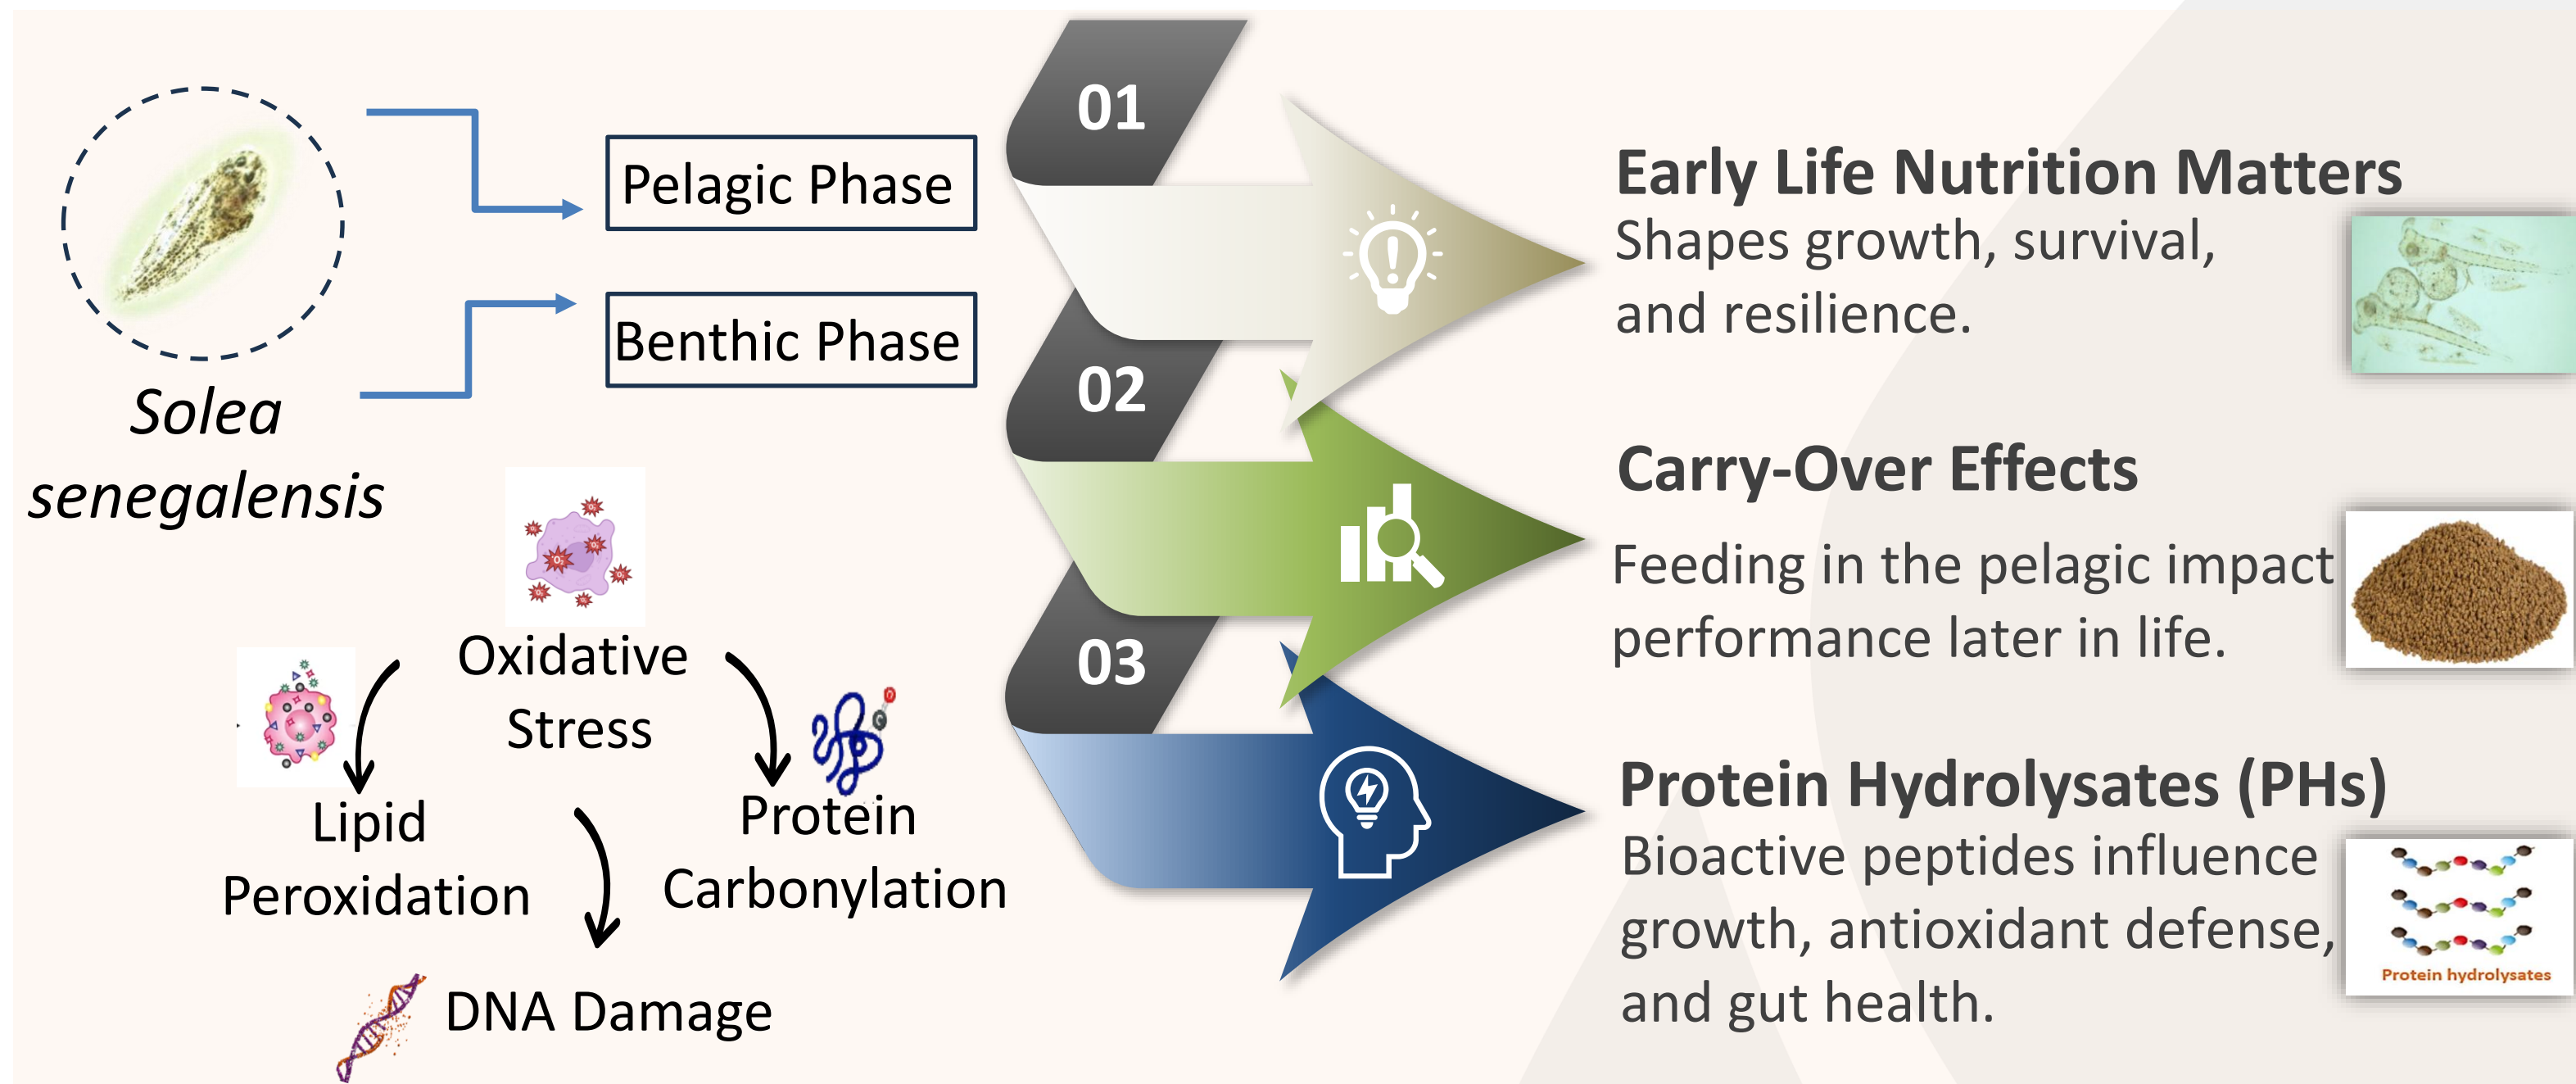 Pelagic Phase
Benthic Phase
Solea
senegalensis
Oxidative
Stress
Lipid
Peroxidation
Protein
Carbonylation
DNA Damage
01
Early Life Nutrition Matters
Shapes growth, survival,
and resilience.
02
Carry-Over Effects
Feeding in the pelagic impact
performance later in life.
03
Protein Hydrolysates (PHs)
Bioactive peptides influence
growth, antioxidant defense,
and gut health.
Protein hydrolysates